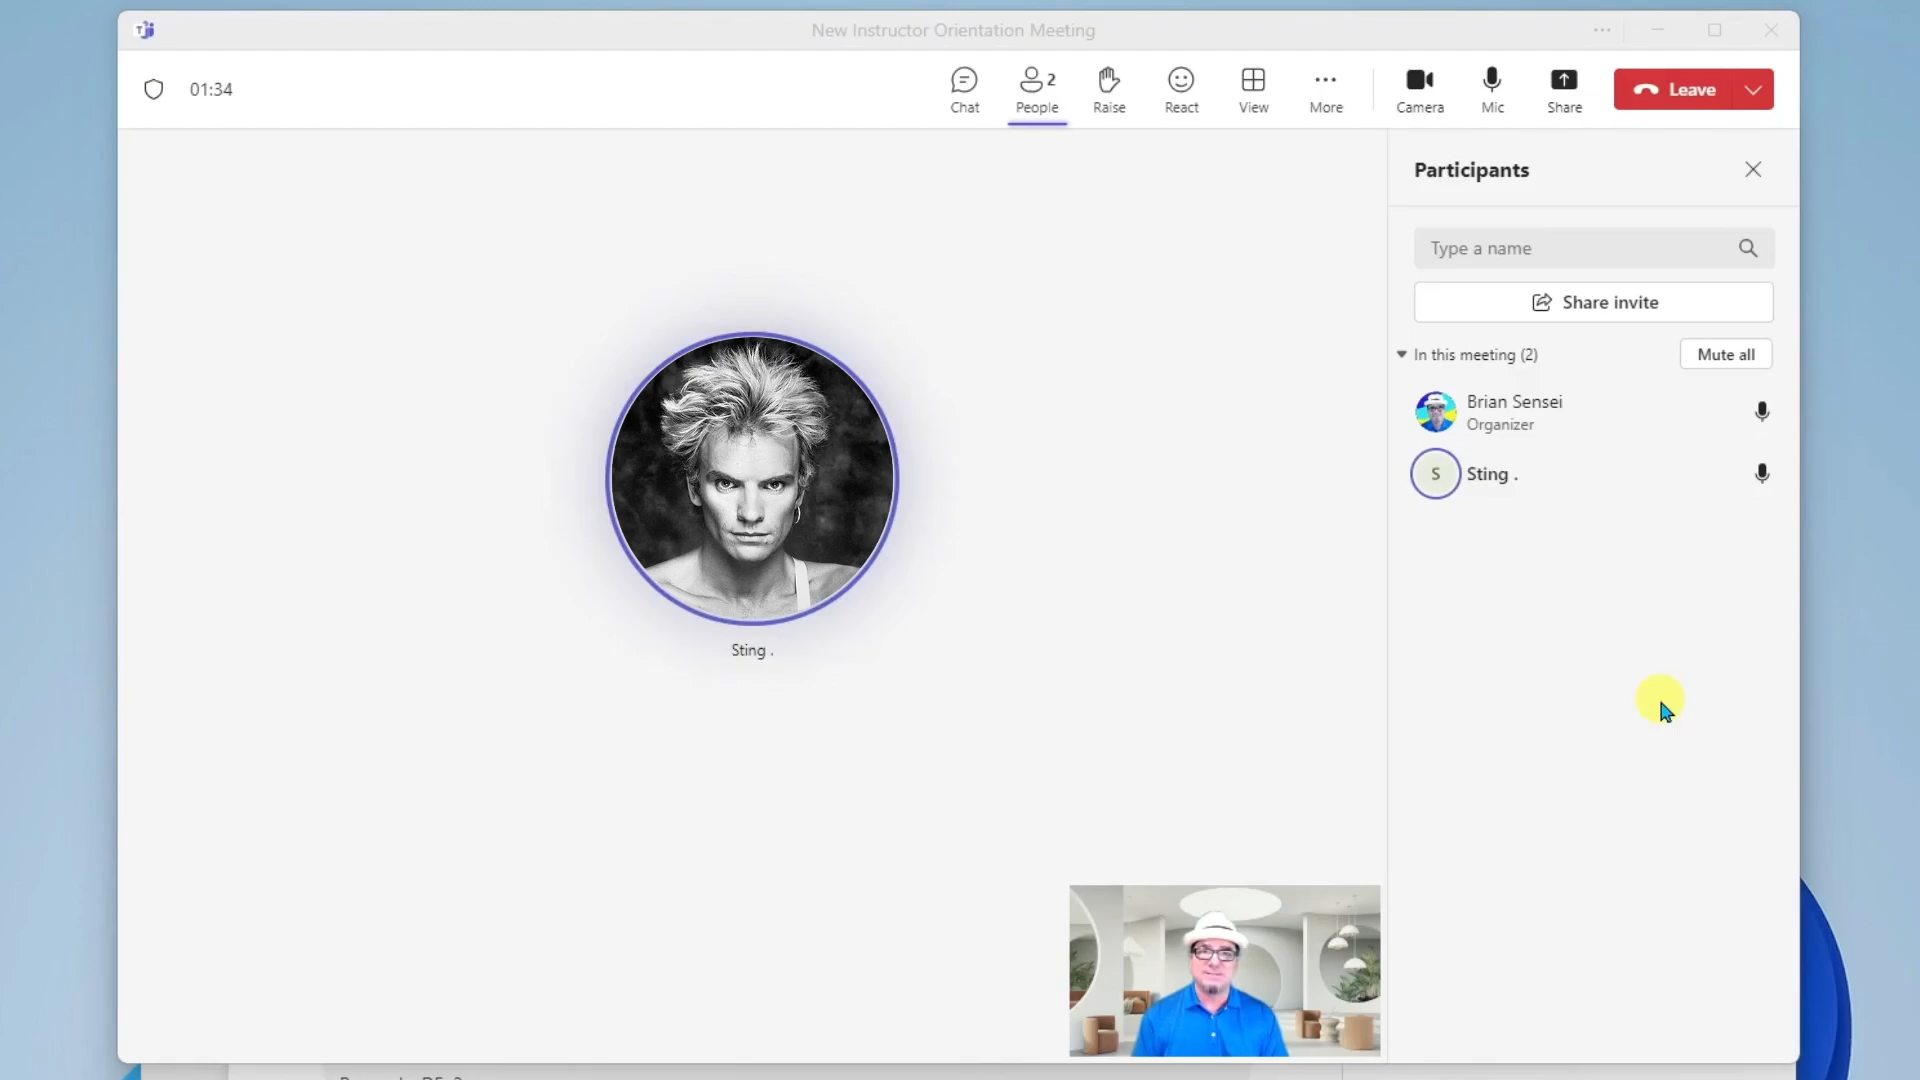 New Instructor Orientation Meeting
01:34
Chat
2
People
Raise
React
View
More
Camera
Mic
Share
Leave
Participants
Type a name
Share invite
In this meeting (2)
Mute all
Brian Sensei
Organizer
S
Sting .
Sting .